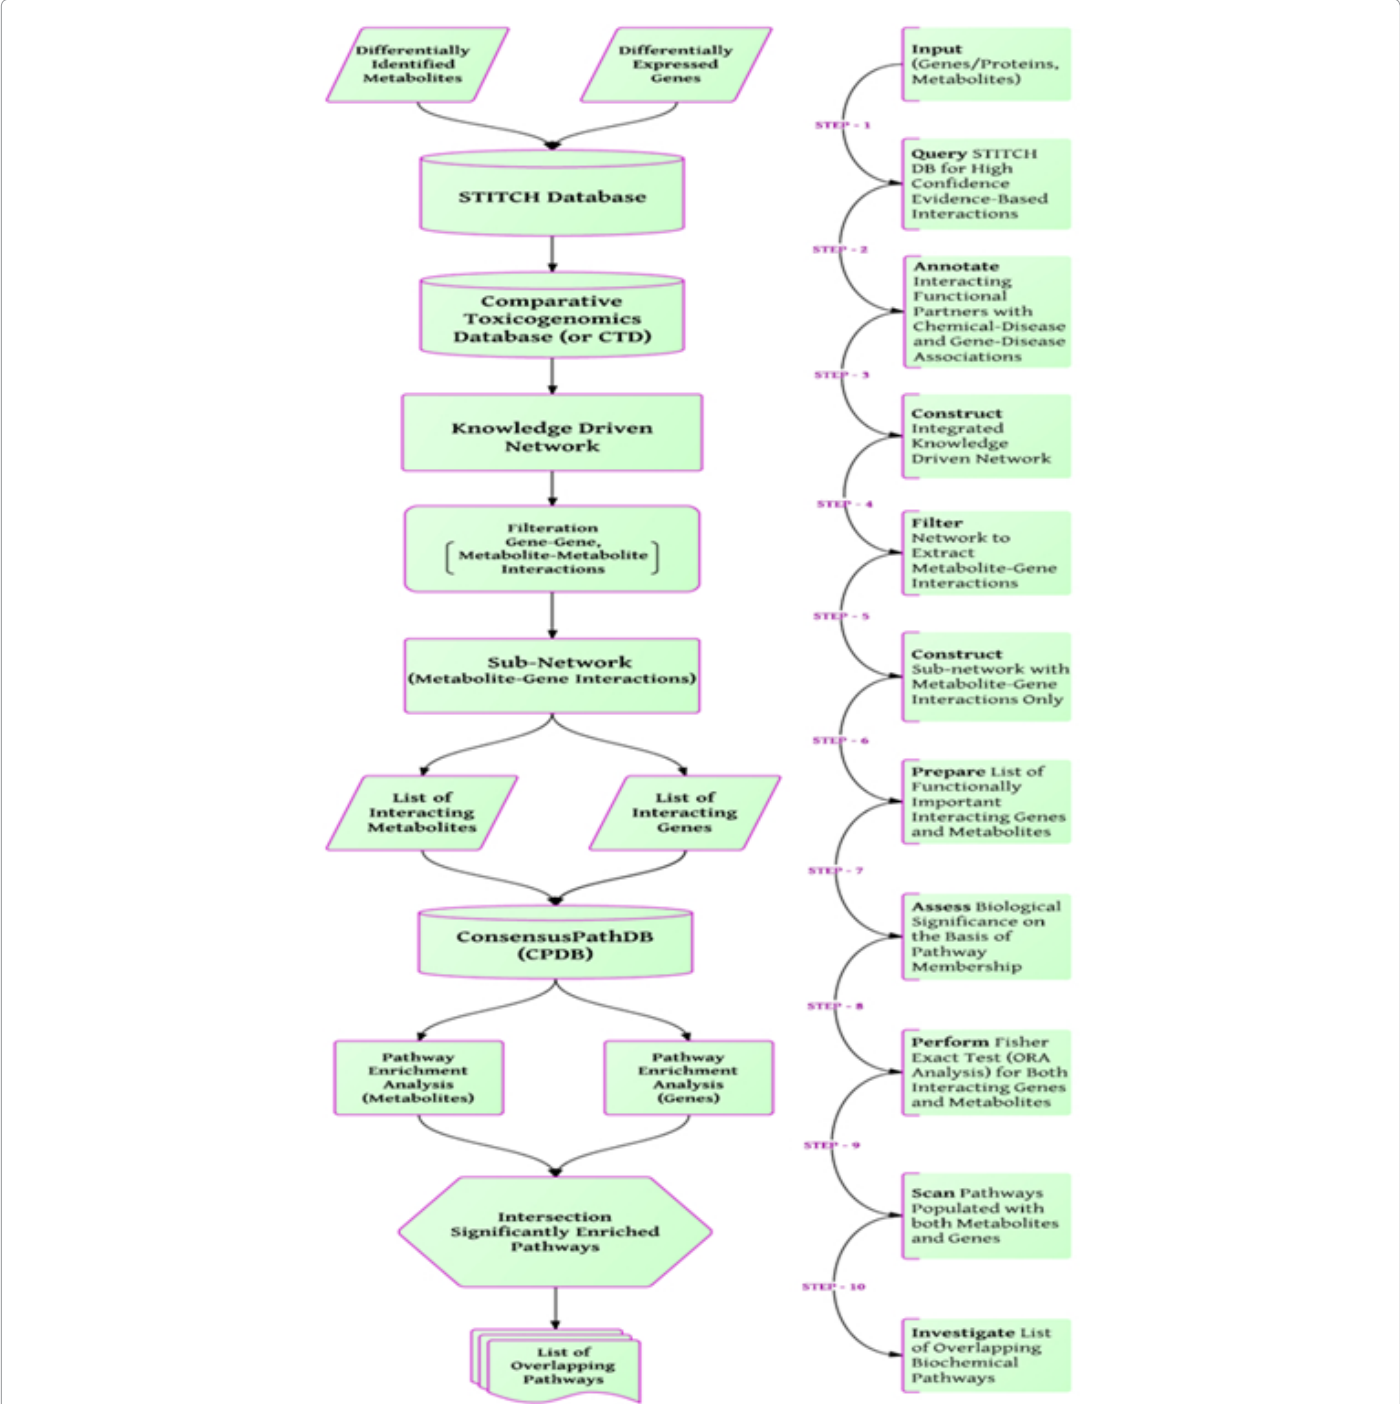 Differentially
Identified
Metabolites
Differentially
Expressed
Genes
STITCH Database
Comparative
Toxicogenomics
Database (or CTD)
Knowledge Driven
Network
Filteration
Gene-Gene,
Metabolite-Metabolite
Interactions
Sub-Network
(Metabolite-Gene Interactions)
List of
Interacting
Metabolites
List of
Interacting
Genes
ConsensusPathDB
(CPDB)
Pathway
Enrichment
Analysis
(Metabolites)
Pathway
Enrichment
Analysis
(Genes)
Intersection
Significantly Enriched
Pathways
List of
Overlapping
Pathways
Input
(Genes/Proteins,
Metabolites)
STEP - 1
Query STITCH
DB for High
Confidence
Evidence-Based
Interactions
STEP - 2
Annotate
Interacting
Functional
Partners with
Chemical-Disease
and Gene-Disease
Associations
STEP - 3
Construct
Integrated
Knowledge
Driven Network
STEP - 4
Filter
Network to
Extract
Metabolite-Gene
Interactions
STEP - 5
Construct
Sub-network with
Metabolite-Gene
Interactions Only
STEP - 6
Prepare List of
Functionally
Important
Interacting Genes
and Metabolites
STEP - 7
Assess Biological
Significance on
the Basis of
Pathway
Membership
STEP - 8
Perform Fisher
Exact Test (ORA
Analysis) for Both
Interacting Genes
and Metabolites
STEP - 9
Scan Pathways
Populated with
both Metabolites
and Genes
STEP - 10
Investigate List
of Overlapping
Biochemical
Pathways